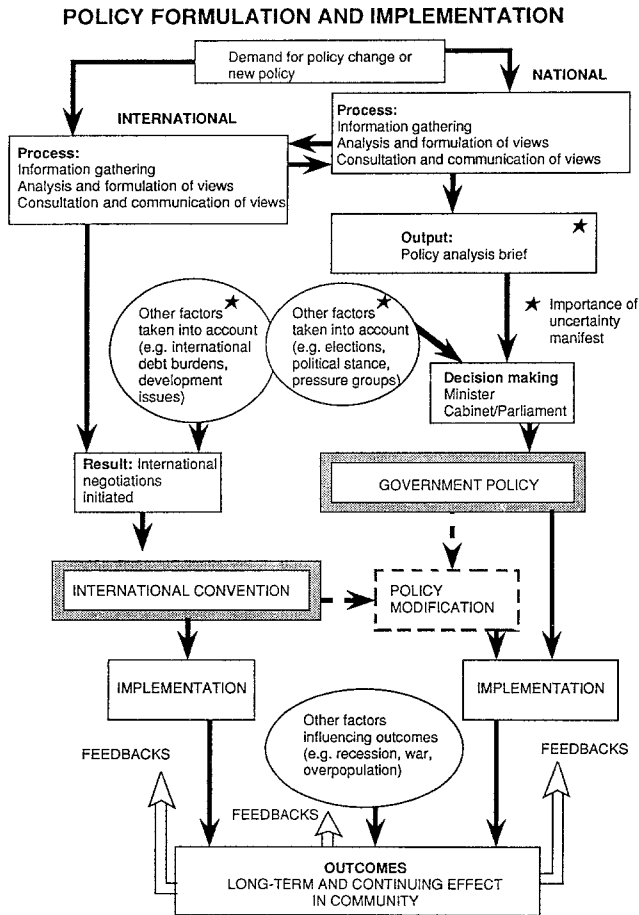 POLICY FORMULATION AND IMPLEMENTATION
Demand for policy change or
new policy
NATIONAL
INTERNATIONAL
Process:
Information gathering
Analysis and formulation of views
Consultation and communication of views
Process:
Information gathering
Analysis and formulation of views
Consultation and communication of views
Output:
Policy analysis brief
Other factors
taken into account
(e.g. international
debt burdens,
development
issues)
Other factors
taken into account
(e.g. elections,
political stance,
pressure groups)
Importance of
uncertainty
manifest
Decision making
Minister
Cabinet/Parliament
Result: International
negotiations
initiated
GOVERNMENT POLICY
INTERNATIONAL CONVENTION
POLICY
MODIFICATION
IMPLEMENTATION
IMPLEMENTATION
Other factors
influencing outcomes
(e.g. recession, war,
overpopulation)
FEEDBACKS
FEEDBACKS
FEEDBACKS
OUTCOMES
LONG-TERM AND CONTINUING EFFECT
IN COMMUNITY